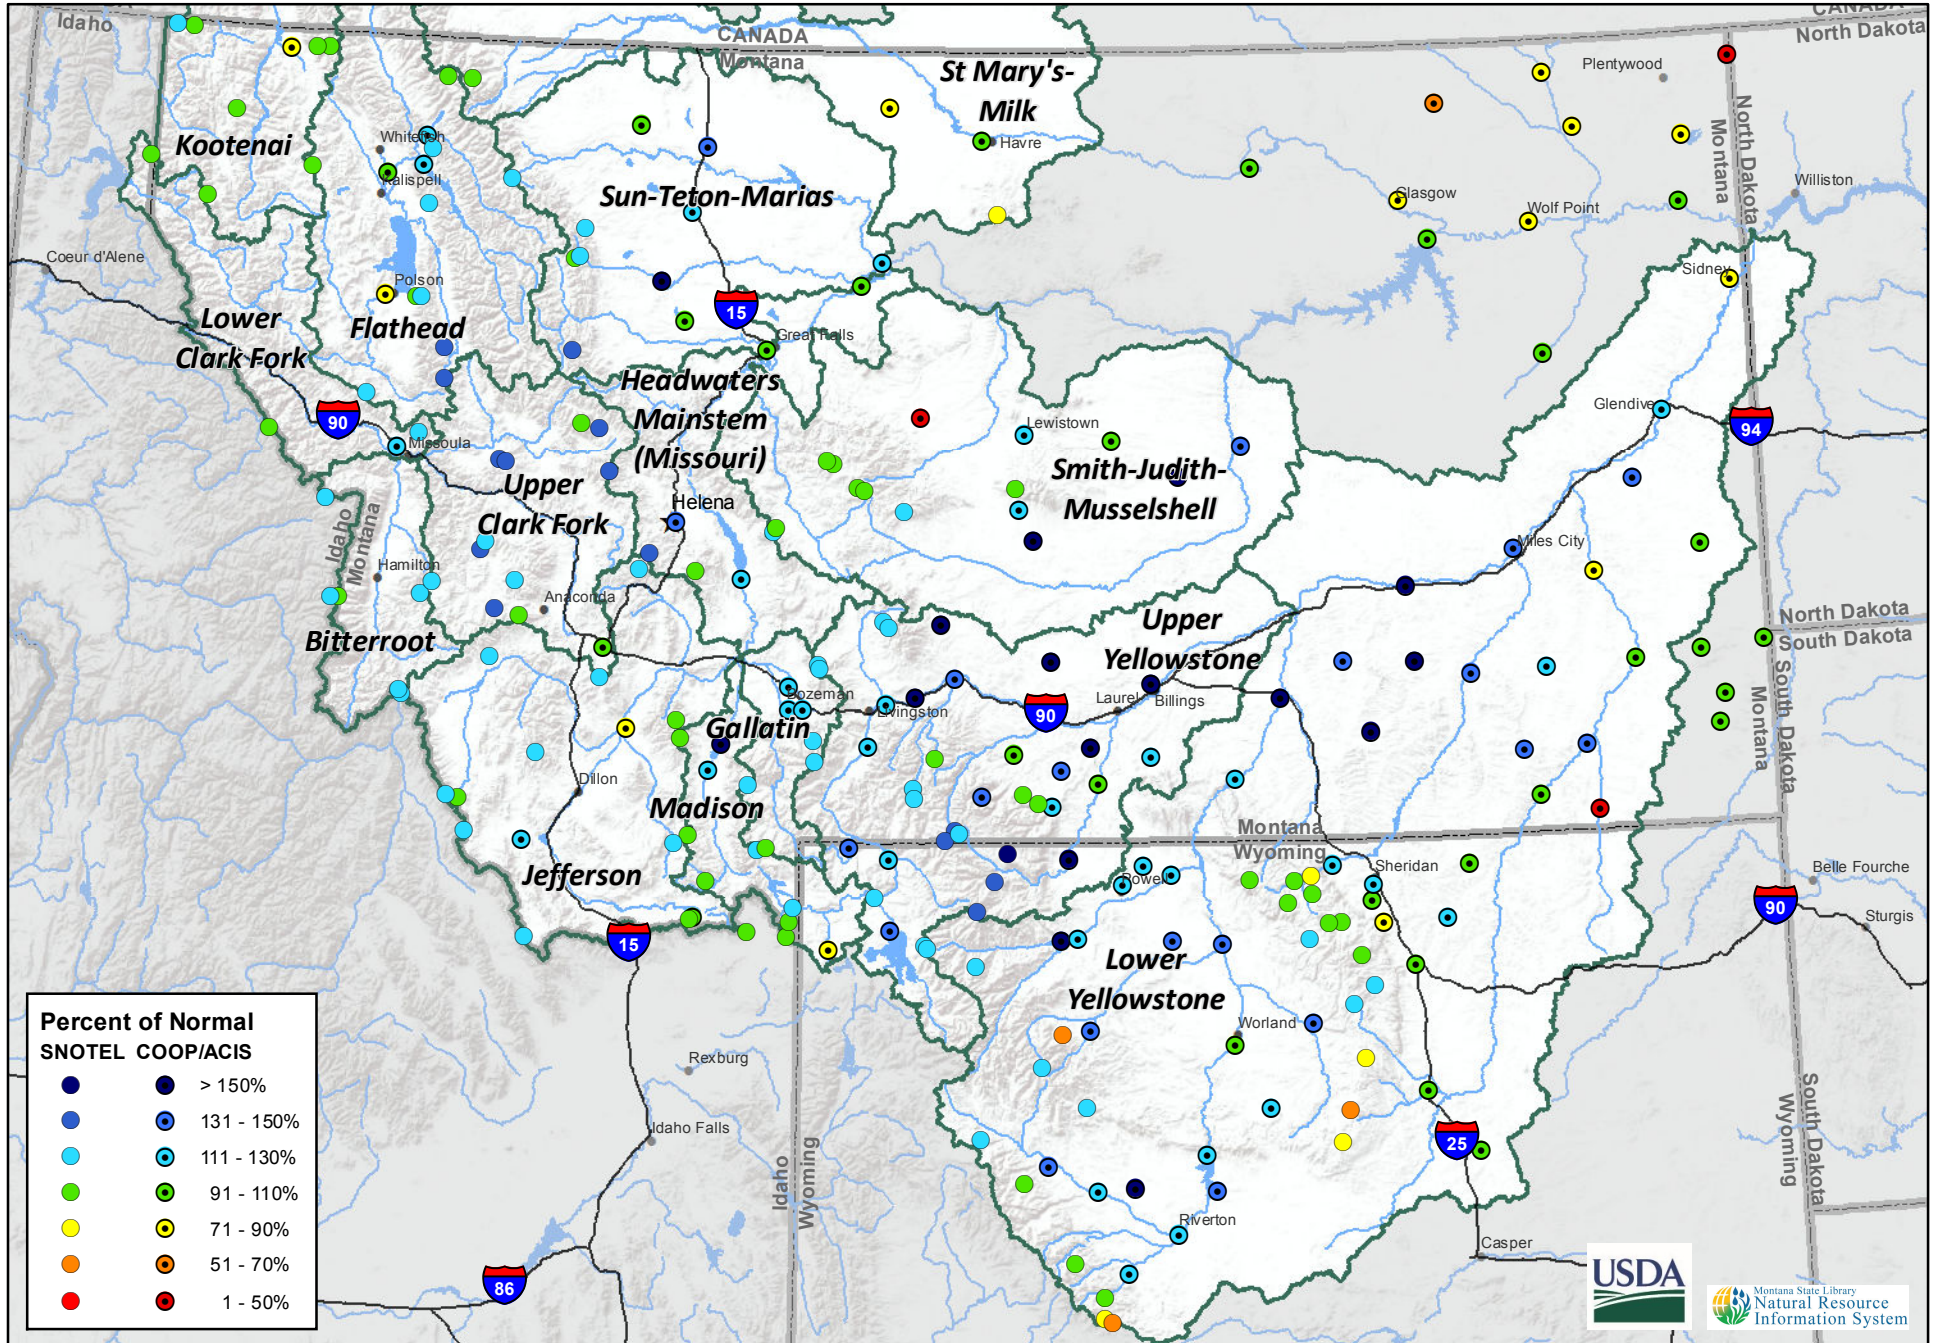 Idaho
CANADA
Montana
CANADA
North Dakota
St Mary's-
Milk
Plentywood
Kootenai
Whitefish
Kalispell
Havre
North Dakota
Montana
Sun-Teton-Marias
Glasgow
Williston
Wolf Point
Coeur d'Alene
Polson
Sidney
Lower
Clark Fork
Flathead
15
Great Falls
Headwaters
Mainstem
(Missouri)
90
Missoula
Lewistown
Glendive
94
Smith-Judith-
Musselshell
Upper
Clark Fork
Helena
Idaho
Montana
Hamilton
Miles City
Anaconda
Bitterroot
Upper
Yellowstone
North Dakota
South Dakota
Bozeman
Livingston
90
Laurel
Billings
Gallatin
South Dakota
Montana
Dillon
Madison
Montana
Wyoming
Jefferson
Powell
Sheridan
Belle Fourche
90
Sturgis
15
Lower
Yellowstone
Worland
Rexburg
Idaho Falls
Idaho
Wyoming
25
South Dakota
Wyoming
Riverton
Casper
86
Percent of Normal
SNOTEL COOP/ACIS
> 150%
131 - 150%
111 - 130%
91 - 110%
71 - 90%
51 - 70%
1 - 50%
USDA
Montana State Library
Natural Resource
Information System